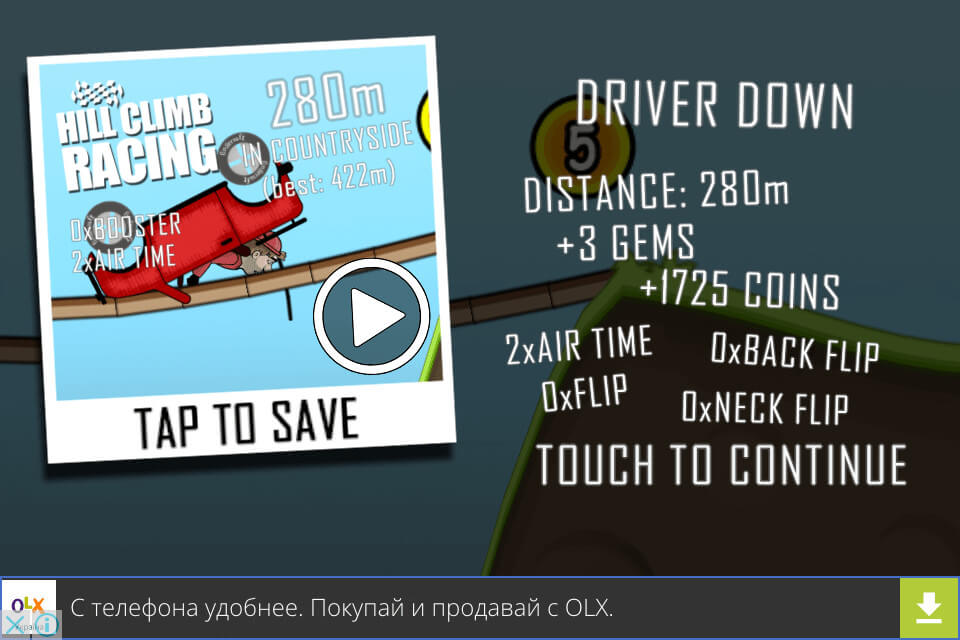 HILL CLIMB
RACING
280m
IN COUNTRYSIDE
(best: 422m)
0xBOOSTER
2xAIR TIME
TAP TO SAVE
5
DRIVER DOWN
DISTANCE: 280m
+3 GEMS
+1725 COINS
2xAIR TIME
0xBACK FLIP
0xFLIP
0xNECK FLIP
TOUCH TO CONTINUE
OLX
Україна
С телефона удобнее. Покупай и продавай с OLX.